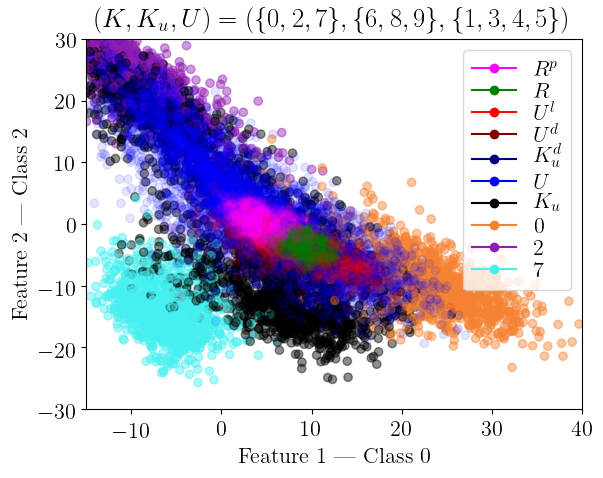 (K, K_u, U) = ({0, 2, 7}, {6, 8, 9}, {1, 3, 4, 5})
30
20
10
0
−10
−20
−30
Feature 2 — Class 2
R^p
R
U^l
U^d
K_u^d
U
K_u
0
2
7
−10 0 10 20 30 40
Feature 1 — Class 0